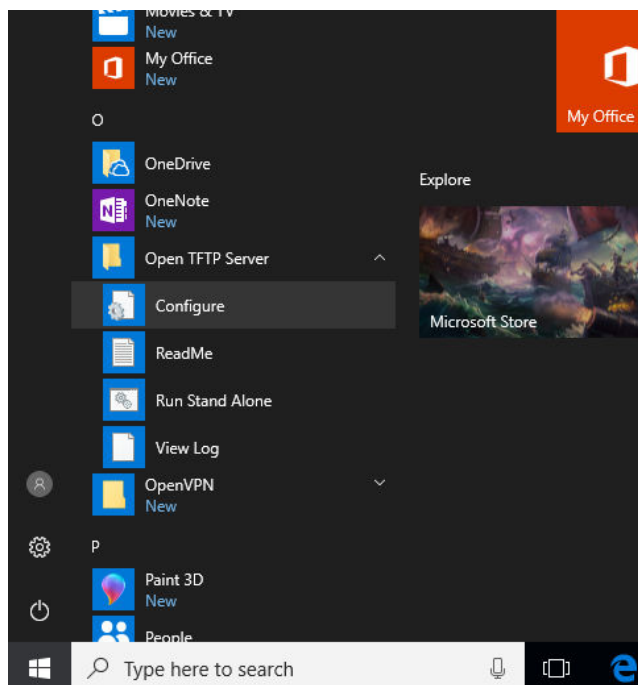 Movies & TV
New
My Office
New
O
OneDrive
OneNote
New
Open TFTP Server
Configure
ReadMe
Run Stand Alone
View Log
OpenVPN
New
P
Paint 3D
New
People
Type here to search
My Office
Explore
Microsoft Store